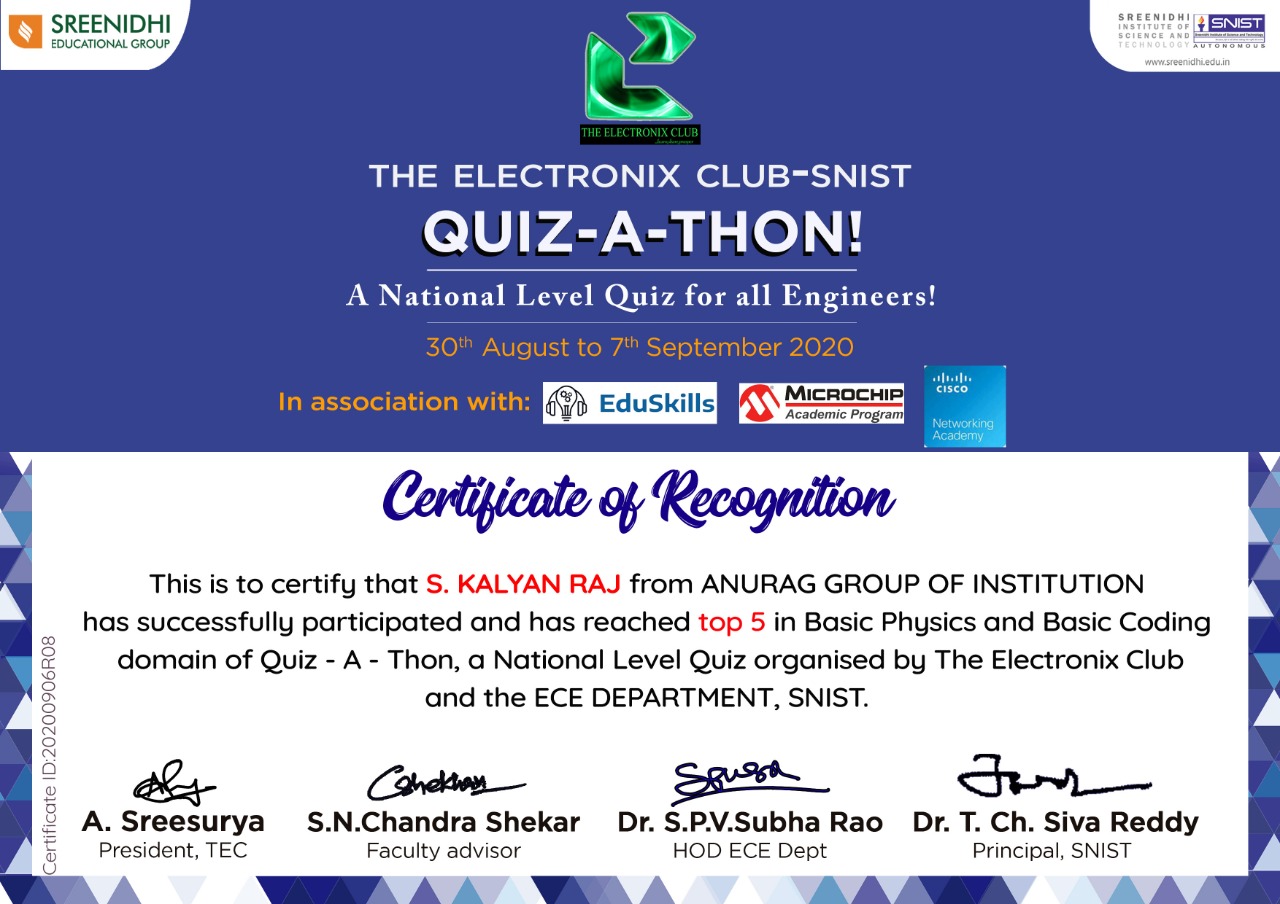 SREENIDHI
EDUCATIONAL GROUP
SREENIDHI
INSTITUTE OF
SCIENCE AND
TECHNOLOGY
SNIST
AUTONOMOUS
www.sreenidhi.edu.in
THE ELECTRONIX CLUB
THE ELECTRONIX CLUB-SNIST
QUIZ-A-THON!
A National Level Quiz for all Engineers!
30th August to 7th September 2020
In association with:
EduSkills
MICROCHIP
Academic Program
CISCO
Networking
Academy
Certificate of Recognition
This is to certify that S. KALYAN RAJ from ANURAG GROUP OF INSTITUTION
has successfully participated and has reached top 5 in Basic Physics and Basic Coding
domain of Quiz - A - Thon, a National Level Quiz organised by The Electronix Club
and the ECE DEPARTMENT, SNIST.
Certificate ID:20200906R08
A. Sreesurya
President, TEC
S.N.Chandra Shekar
Faculty advisor
Dr. S.P.V.Subha Rao
HOD ECE Dept
Dr. T. Ch. Siva Reddy
Principal, SNIST